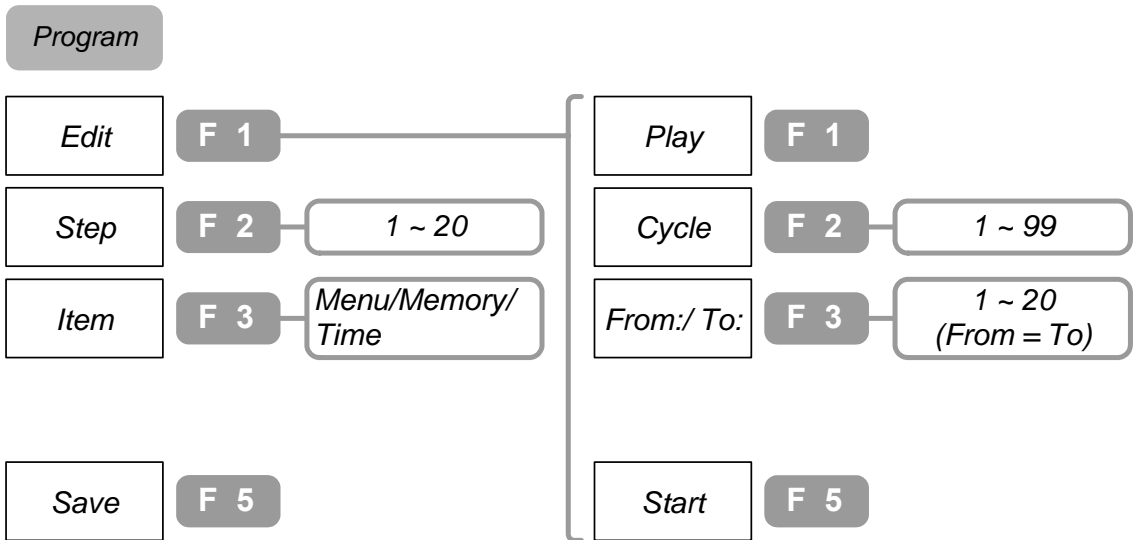 Program
Edit F 1
Step F 2 1 ~ 20
Item F 3 Menu/Memory/
Time
Save F 5
Play F 1
Cycle F 2 1 ~ 99
From:/ To: F 3 1 ~ 20
(From = To)
Start F 5